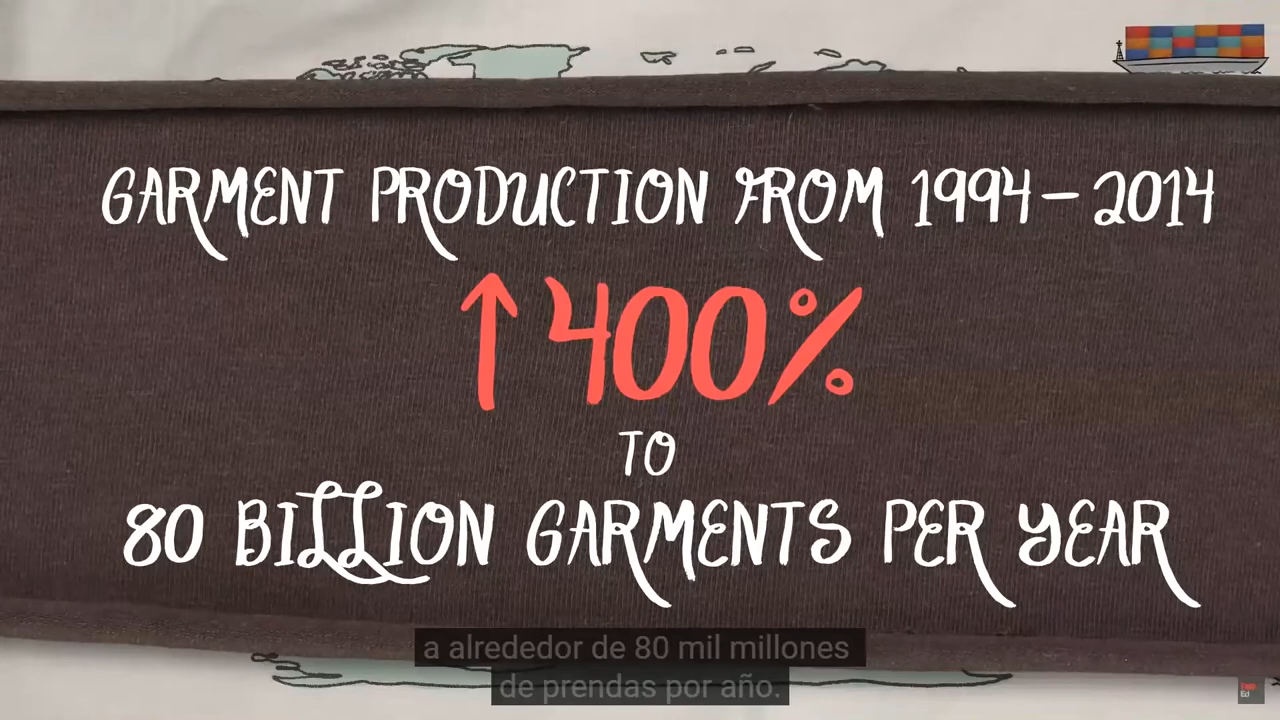 GARMENT PRODUCTION FROM 1994 – 2014
↑400%
TO
80 BILLION GARMENTS PER YEAR
a alrededor de 80 mil millones
de prendas por año.